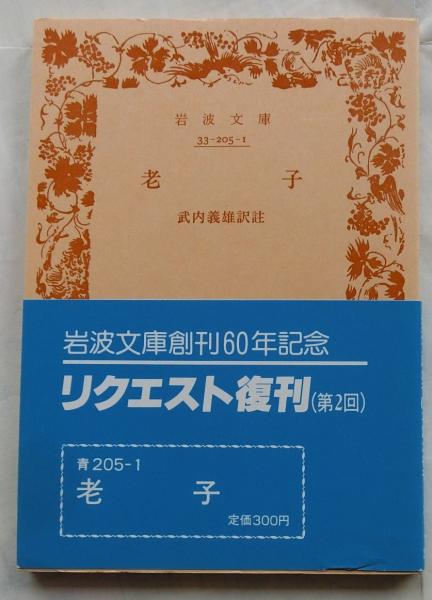 岩波文庫
33-205-1
老子
武内義雄訳註
岩波文庫創刊60年記念
リクエスト復刊(第2回)
青205-1
老子
定価300円